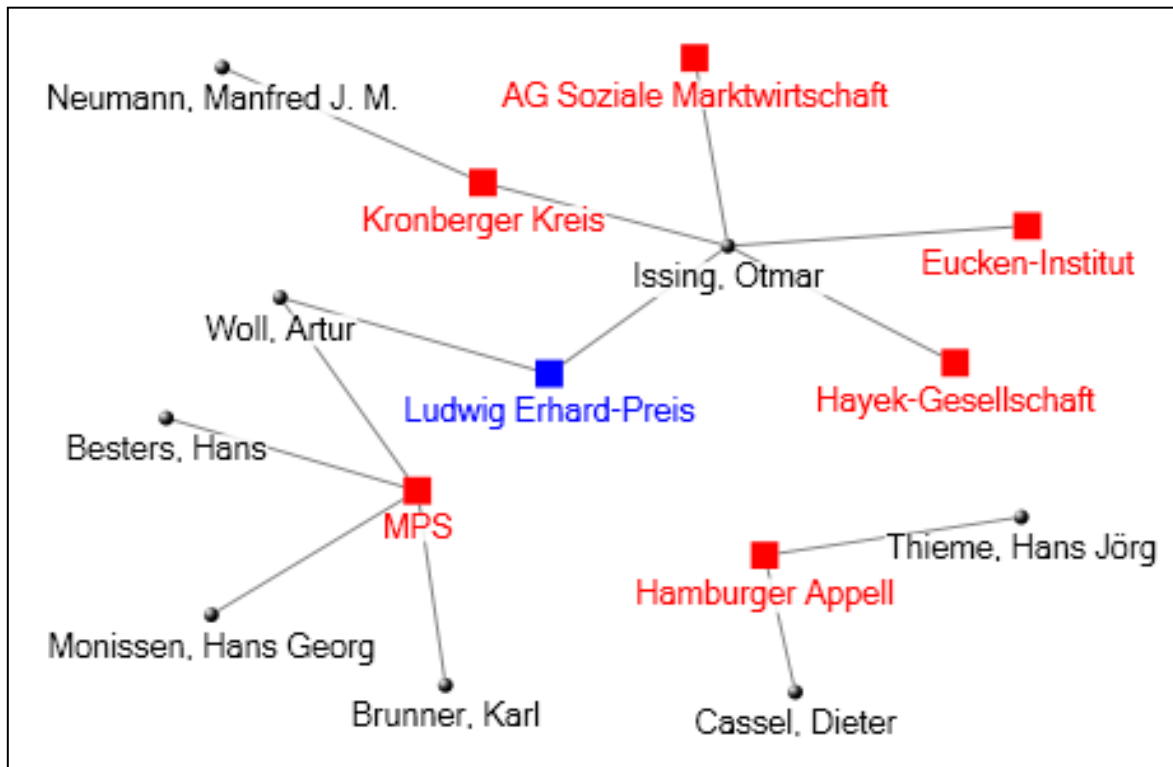 AG Soziale Marktwirtschaft
Neumann, Manfred J. M.
Kronberger Kreis
Eucken-Institut
Issing, Otmar
Woll, Artur
Hayek-Gesellschaft
Ludwig Erhard-Preis
Besters, Hans
MPS
Thieme, Hans Jörg
Hamburger Appell
Monissen, Hans Georg
Brunner, Karl
Cassel, Dieter